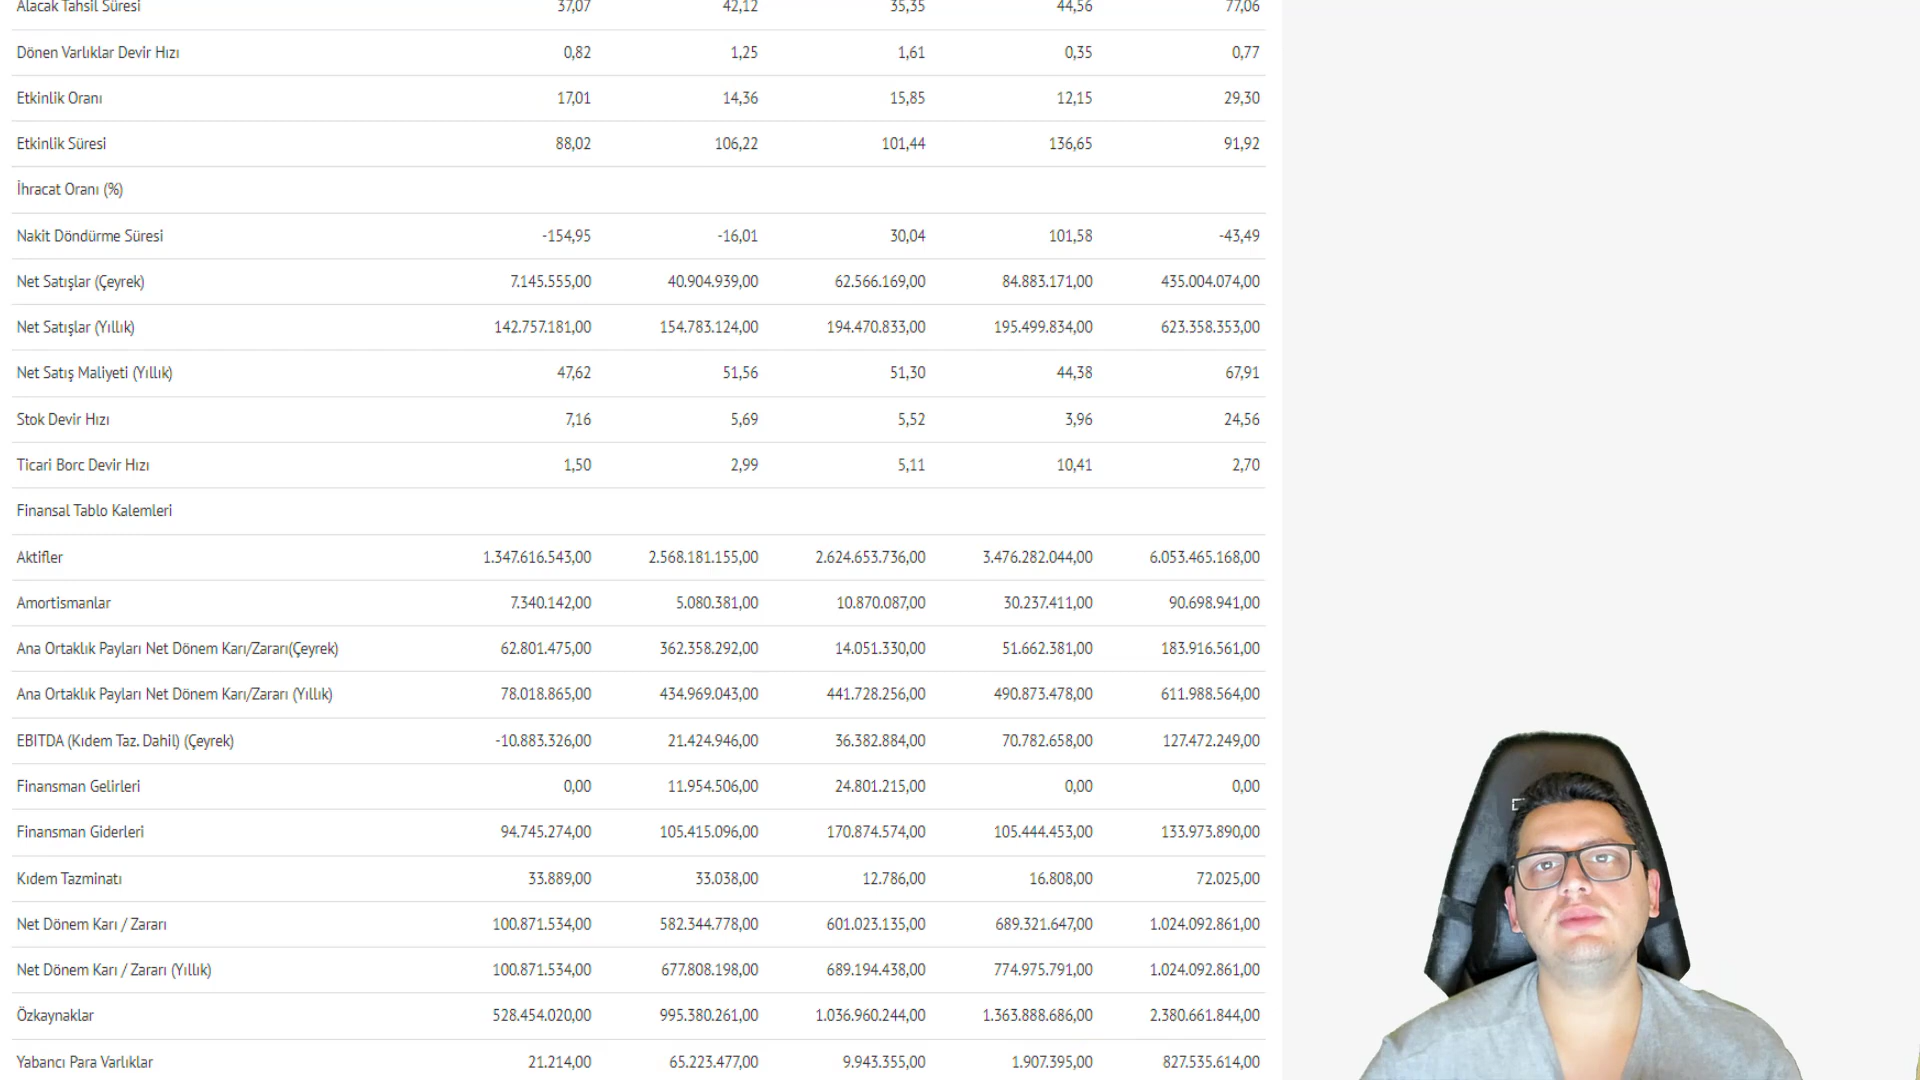 Alacak Tahsil Süresi 37,07 42,12 35,35 44,56 77,06
Dönen Varlıklar Devir Hızı 0,82 1,25 1,61 0,35 0,77
Etkinlik Oranı 17,01 14,36 15,85 12,15 29,30
Etkinlik Süresi 88,02 106,22 101,44 136,65 91,92
İhracat Oranı (%)
Nakit Döndürme Süresi -154,95 -16,01 30,04 101,58 -43,49
Net Satışlar (Çeyrek) 7.145.555,00 40.904.939,00 62.566.169,00 84.883.171,00 435.004.074,00
Net Satışlar (Yıllık) 142.757.181,00 154.783.124,00 194.470.833,00 195.499.834,00 623.358.353,00
Net Satış Maliyeti (Yıllık) 47,62 51,56 51,30 44,38 67,91
Stok Devir Hızı 7,16 5,69 5,52 3,96 24,56
Ticari Borc Devir Hızı 1,50 2,99 5,11 10,41 2,70
Finansal Tablo Kalemleri
Aktifler 1.347.616.543,00 2.568.181.155,00 2.624.653.736,00 3.476.282.044,00 6.053.465.168,00
Amortismanlar 7.340.142,00 5.080.381,00 10.870.087,00 30.237.411,00 90.698.941,00
Ana Ortaklık Payları Net Dönem Karı/Zararı(Çeyrek) 62.801.475,00 362.358.292,00 14.051.330,00 51.662.381,00 183.916.561,00
Ana Ortaklık Payları Net Dönem Karı/Zararı (Yıllık) 78.018.865,00 434.969.043,00 441.728.256,00 490.873.478,00 611.988.564,00
EBITDA (Kıdem Taz. Dahil) (Çeyrek) -10.883.326,00 21.424.946,00 36.382.884,00 70.782.658,00 127.472.249,00
Finansman Gelirleri 0,00 11.954.506,00 24.801.215,00 0,00 0,00
Finansman Giderleri 94.745.274,00 105.415.096,00 170.874.574,00 105.444.453,00 133.973.890,00
Kıdem Tazminatı 33.889,00 33.038,00 12.786,00 16.808,00 72.025,00
Net Dönem Karı / Zararı 100.871.534,00 582.344.778,00 601.023.135,00 689.321.647,00 1.024.092.861,00
Net Dönem Karı / Zararı (Yıllık) 100.871.534,00 677.808.198,00 689.194.438,00 774.975.791,00 1.024.092.861,00
Özkaynaklar 528.454.020,00 995.380.261,00 1.036.960.244,00 1.363.888.686,00 2.380.661.844,00
Yabancı Para Varlıklar 21.214,00 65.223.477,00 9.943.355,00 1.907.395,00 827.535.614,00